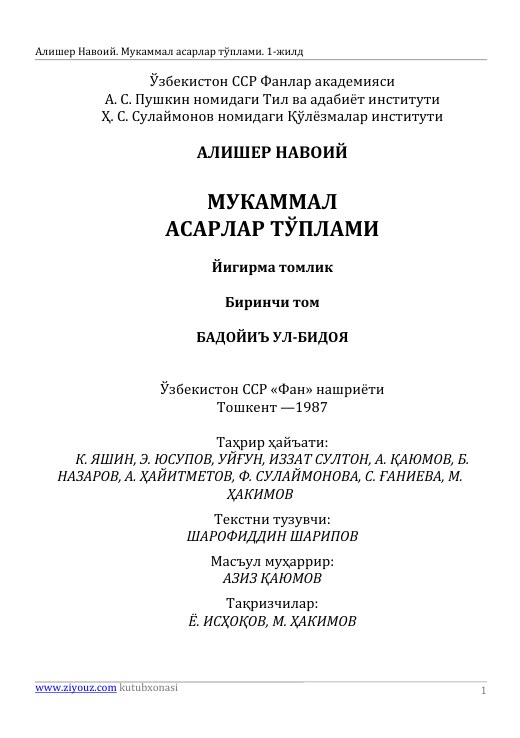 Алишер Навоий. Мукаммал асарлар тўплами. 1-жилд
Ўзбекистон ССР Фанлар академияси
А. С. Пушкин номидаги Тил ва адабиёт институти
Ҳ. С. Сулаймонов номидаги Қўлёзмалар институти
АЛИШЕР НАВОИЙ
МУКАММАЛ
АСАРЛАР ТЎПЛАМИ
Йигирма томлик
Биринчи том
БАДОЙИЪ УЛ-БИДОЯ
Ўзбекистон ССР «Фан» нашриёти
Тошкент —1987
Таҳрир ҳайъати:
К. ЯШИН, Э. ЮСУПОВ, УЙҒУН, ИЗЗАТ СУЛТОН, А. ҚАЮМОВ, Б.
НАЗАРОВ, А. ҲАЙИТМЕТОВ, Ф. СУЛАЙМОНОВА, С. ҒАНИЕВА, М.
ҲАКИМОВ
Текстни тузувчи:
ШАРОФИДДИН ШАРИПОВ
Масъул муҳаррир:
АЗИЗ ҚАЮМОВ
Тақризчилар:
Ё. ИСҲОҚОВ, М. ҲАКИМОВ
www.ziyouz.com kutubxonasi
1